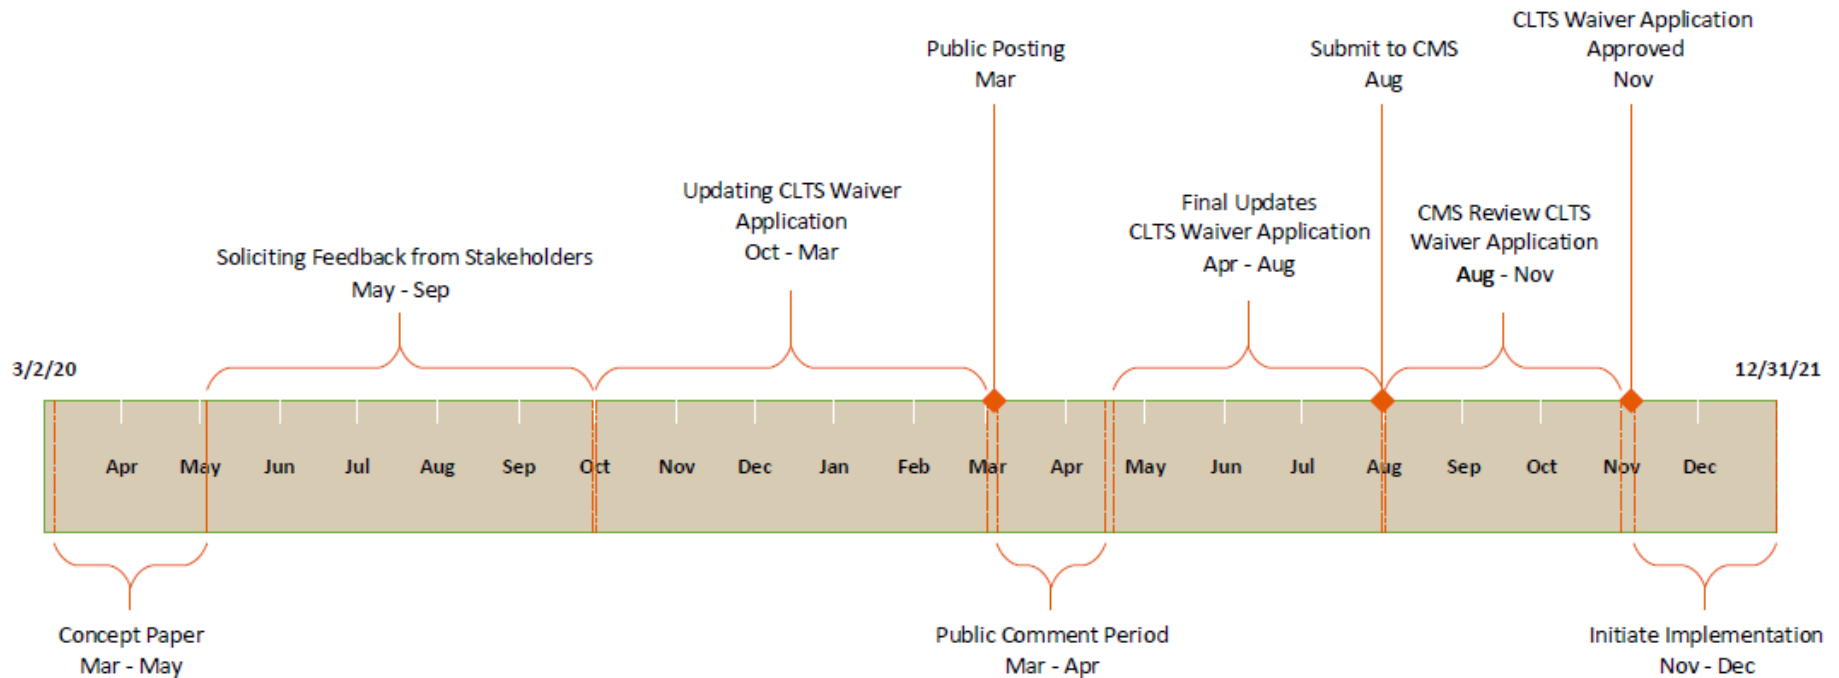 CLTS Waiver Application
Approved
Nov
Public Posting
Mar
Submit to CMS
Aug
Updating CLTS Waiver
Application
Oct - Mar
Final Updates
CLTS Waiver Application
Apr - Aug
CMS Review CLTS
Waiver Application
Aug - Nov
Soliciting Feedback from Stakeholders
May - Sep
3/2/20
12/31/21
Apr May Jun Jul Aug Sep Oct Nov Dec Jan Feb Mar Apr May Jun Jul Aug Sep Oct Nov Dec
Concept Paper
Mar - May
Public Comment Period
Mar - Apr
Initiate Implementation
Nov - Dec